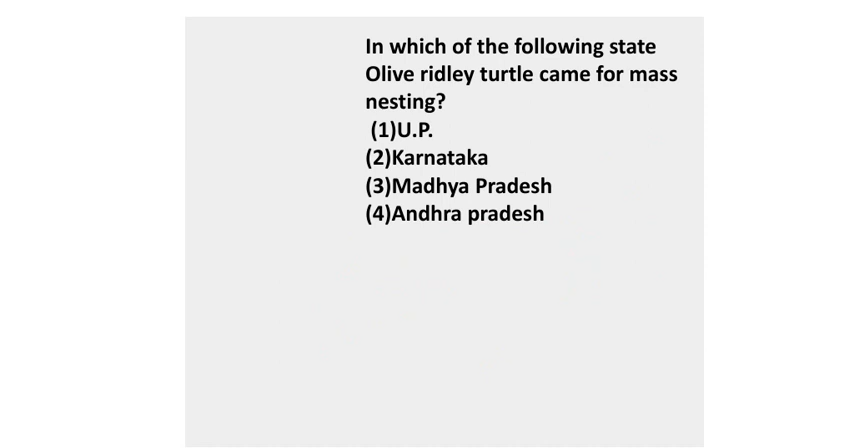 In which of the following state
Olive ridley turtle came for mass
nesting?
(1)U.P.
(2)Karnataka
(3)Madhya Pradesh
(4)Andhra pradesh